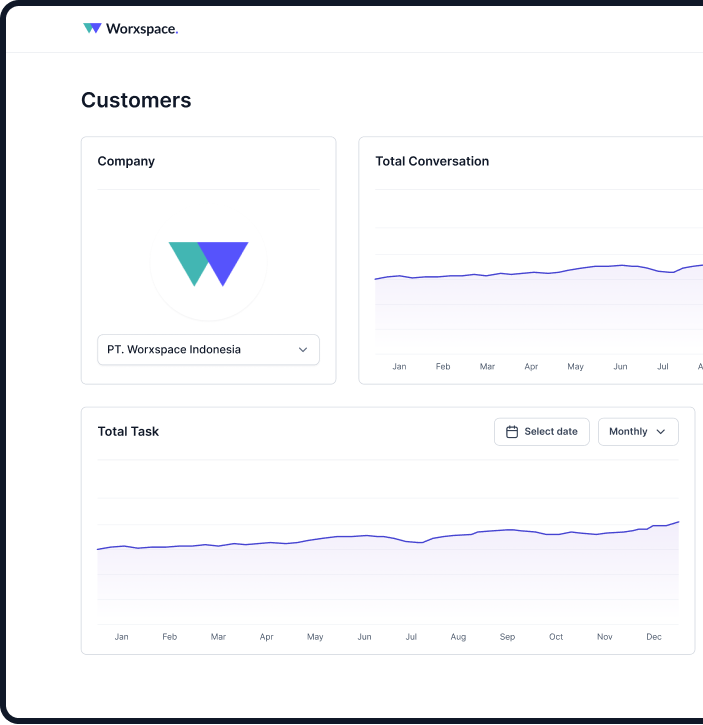 Worxspace.
Customers
Company
PT. Worxspace Indonesia
Total Conversation
Jan Feb Mar Apr May Jun Jul A
Total Task
Select date
Monthly
Jan Feb Mar Apr May Jun Jul Aug Sep Oct Nov Dec